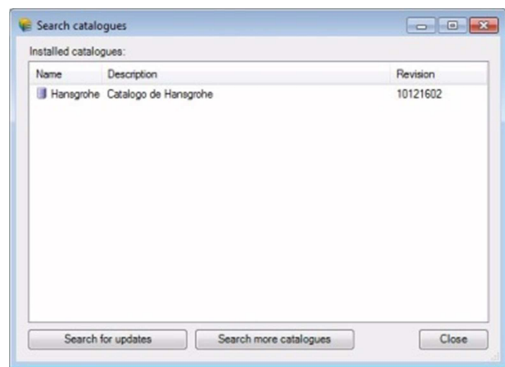 Search catalogues
Installed catalogues:
Name Description Revision
Hansgrohe Catalogo de Hansgrohe 10121602
Search for updates Search more catalogues Close